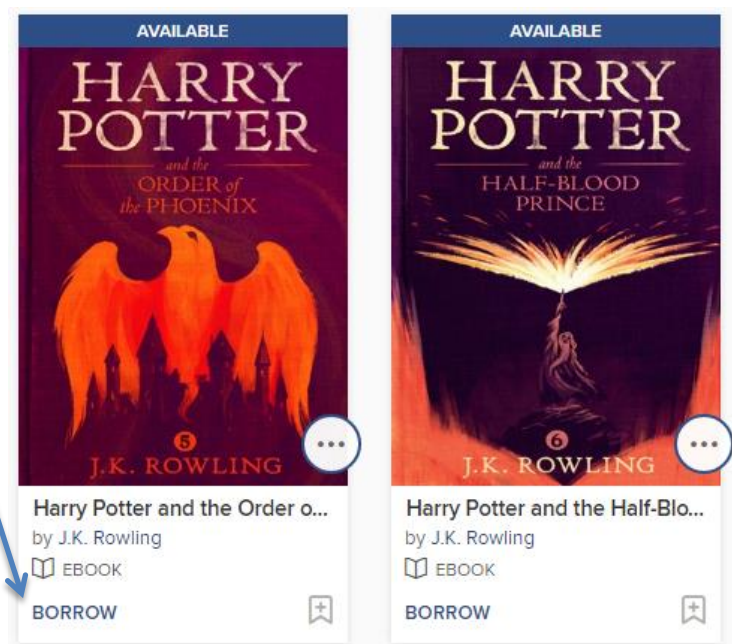 AVAILABLE
HARRY
POTTER
and the
ORDER of
the PHOENIX
5
J.K. ROWLING
Harry Potter and the Order o...
by J.K. Rowling
EBOOK
BORROW
AVAILABLE
HARRY
POTTER
and the
HALF-BLOOD
PRINCE
6
J.K. ROWLING
Harry Potter and the Half-Blo...
by J.K. Rowling
EBOOK
BORROW